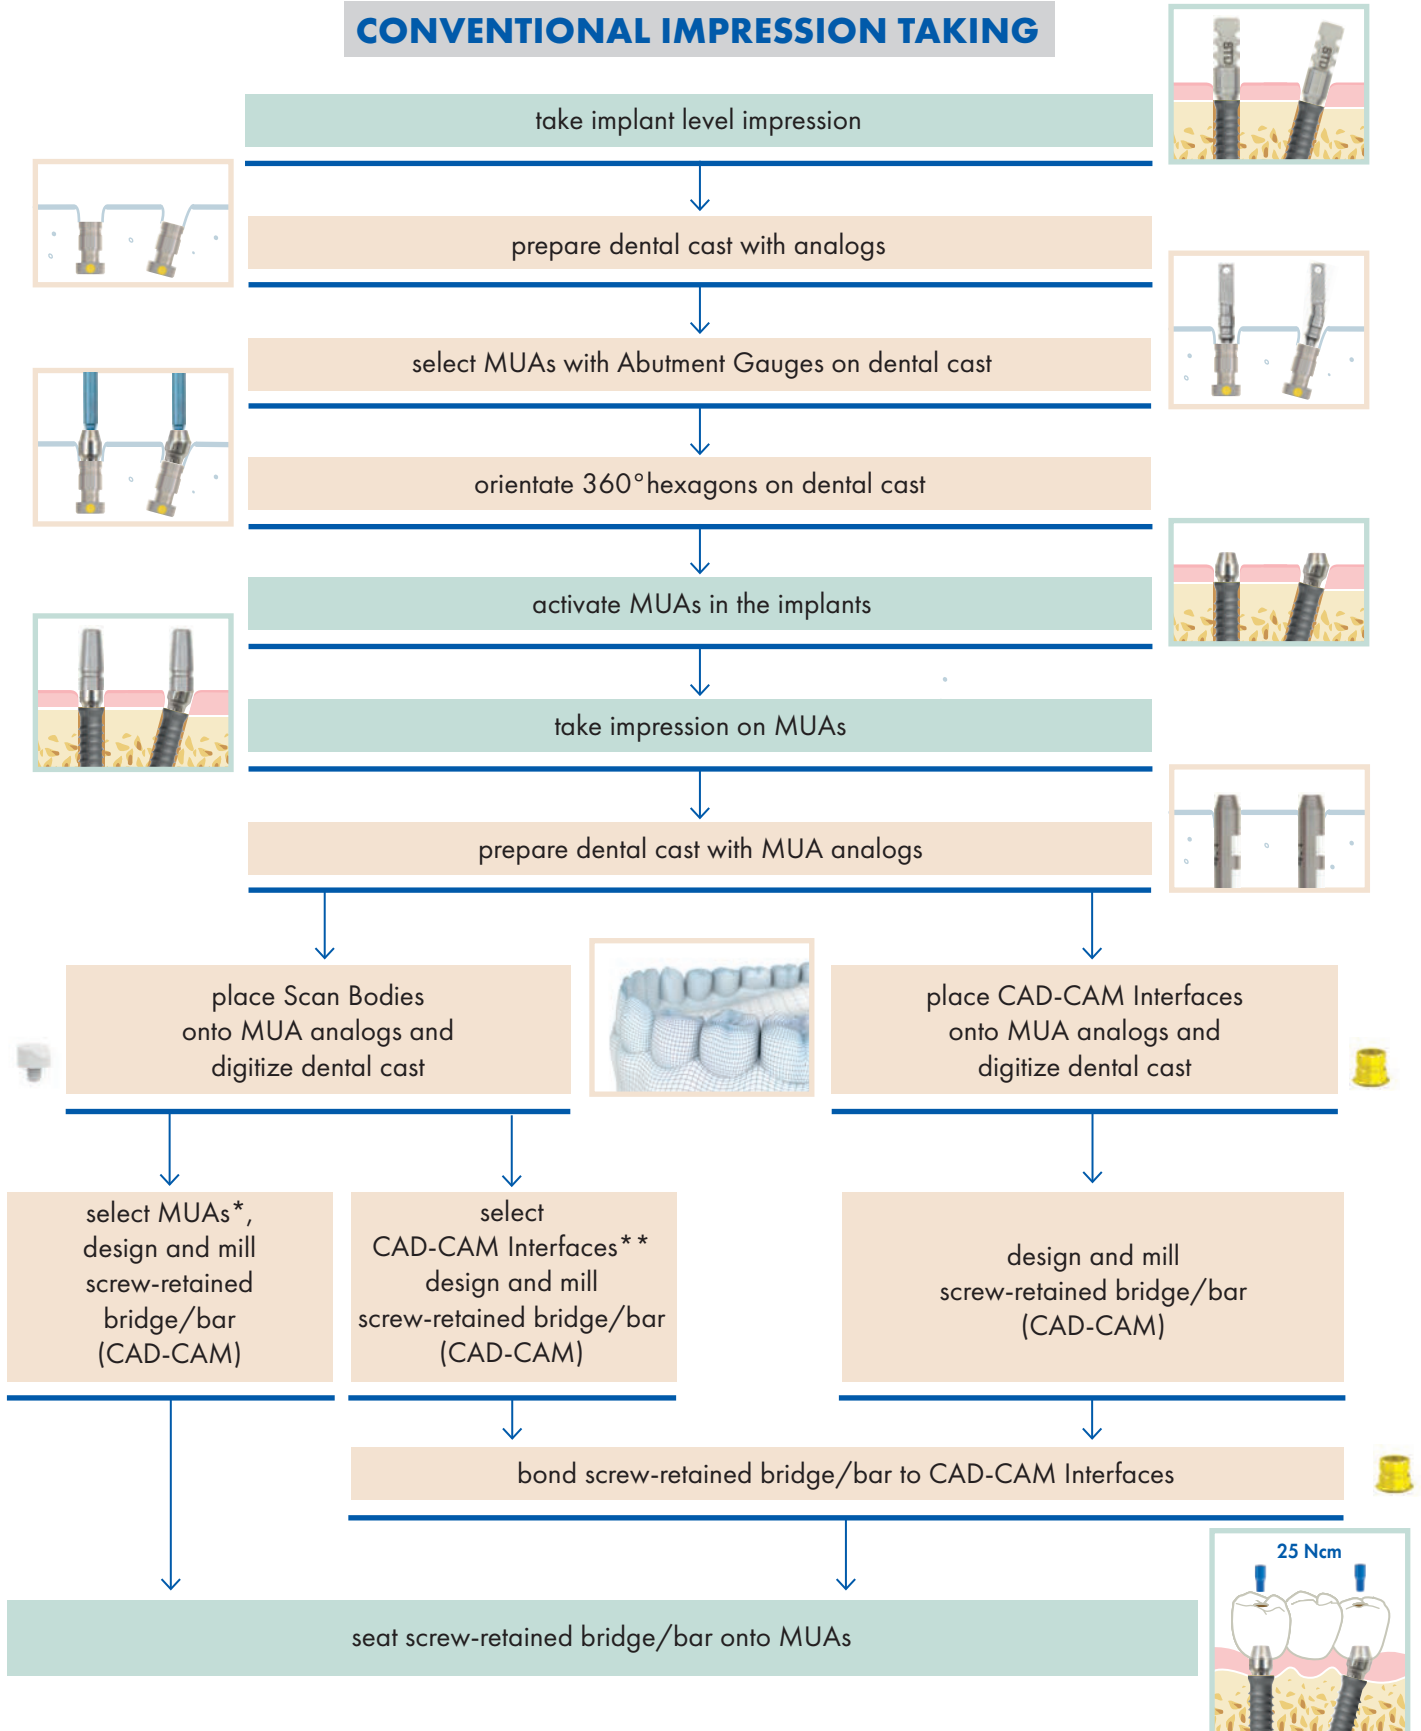 CONVENTIONAL IMPRESSION TAKING
STD
STD
take implant level impression
prepare dental cast with analogs
select MUAs with Abutment Gauges on dental cast
orientate 360°hexagons on dental cast
activate MUAs in the implants
take impression on MUAs
prepare dental cast with MUA analogs
place Scan Bodies
onto MUA analogs and
digitize dental cast
place CAD-CAM Interfaces
onto MUA analogs and
digitize dental cast
select MUAs*,
design and mill
screw-retained
bridge/bar
(CAD-CAM)
select
CAD-CAM Interfaces**
design and mill
screw-retained bridge/bar
(CAD-CAM)
design and mill
screw-retained bridge/bar
(CAD-CAM)
bond screw-retained bridge/bar to CAD-CAM Interfaces
25 Ncm
seat screw-retained bridge/bar onto MUAs